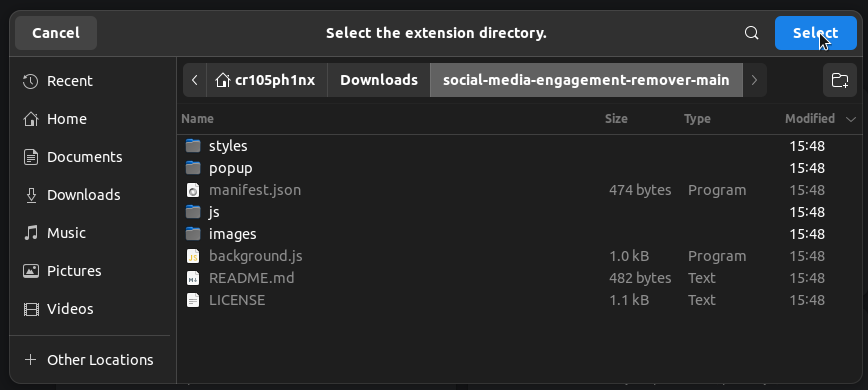 Cancel Select the extension directory. Select
Recent cr105ph1nx Downloads social-media-engagement-remover-main
Name Size Type Modified
Home
Documents
Downloads
Music
Pictures
Videos
Other Locations
styles 15:48
popup 15:48
manifest.json 474 bytes Program 15:48
js 15:48
images 15:48
background.js 1.0 kB Program 15:48
README.md 482 bytes Text 15:48
LICENSE 1.1 kB Text 15:48